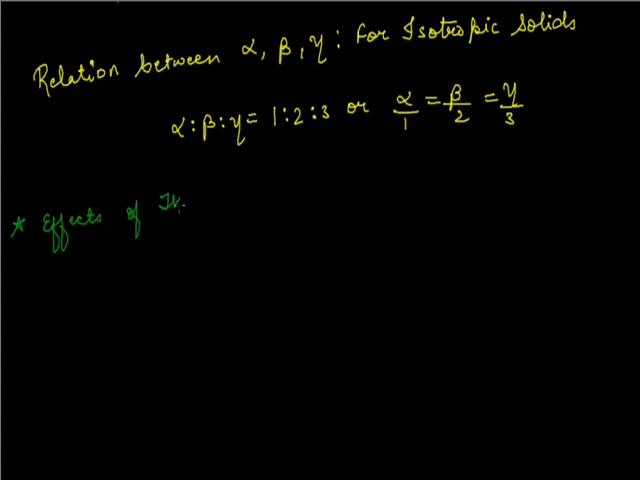 Relation between α, β, γ : For Isotropic Solids
α : β : γ = 1 : 2 : 3 or α/1 = β/2 = γ/3
* Effects of